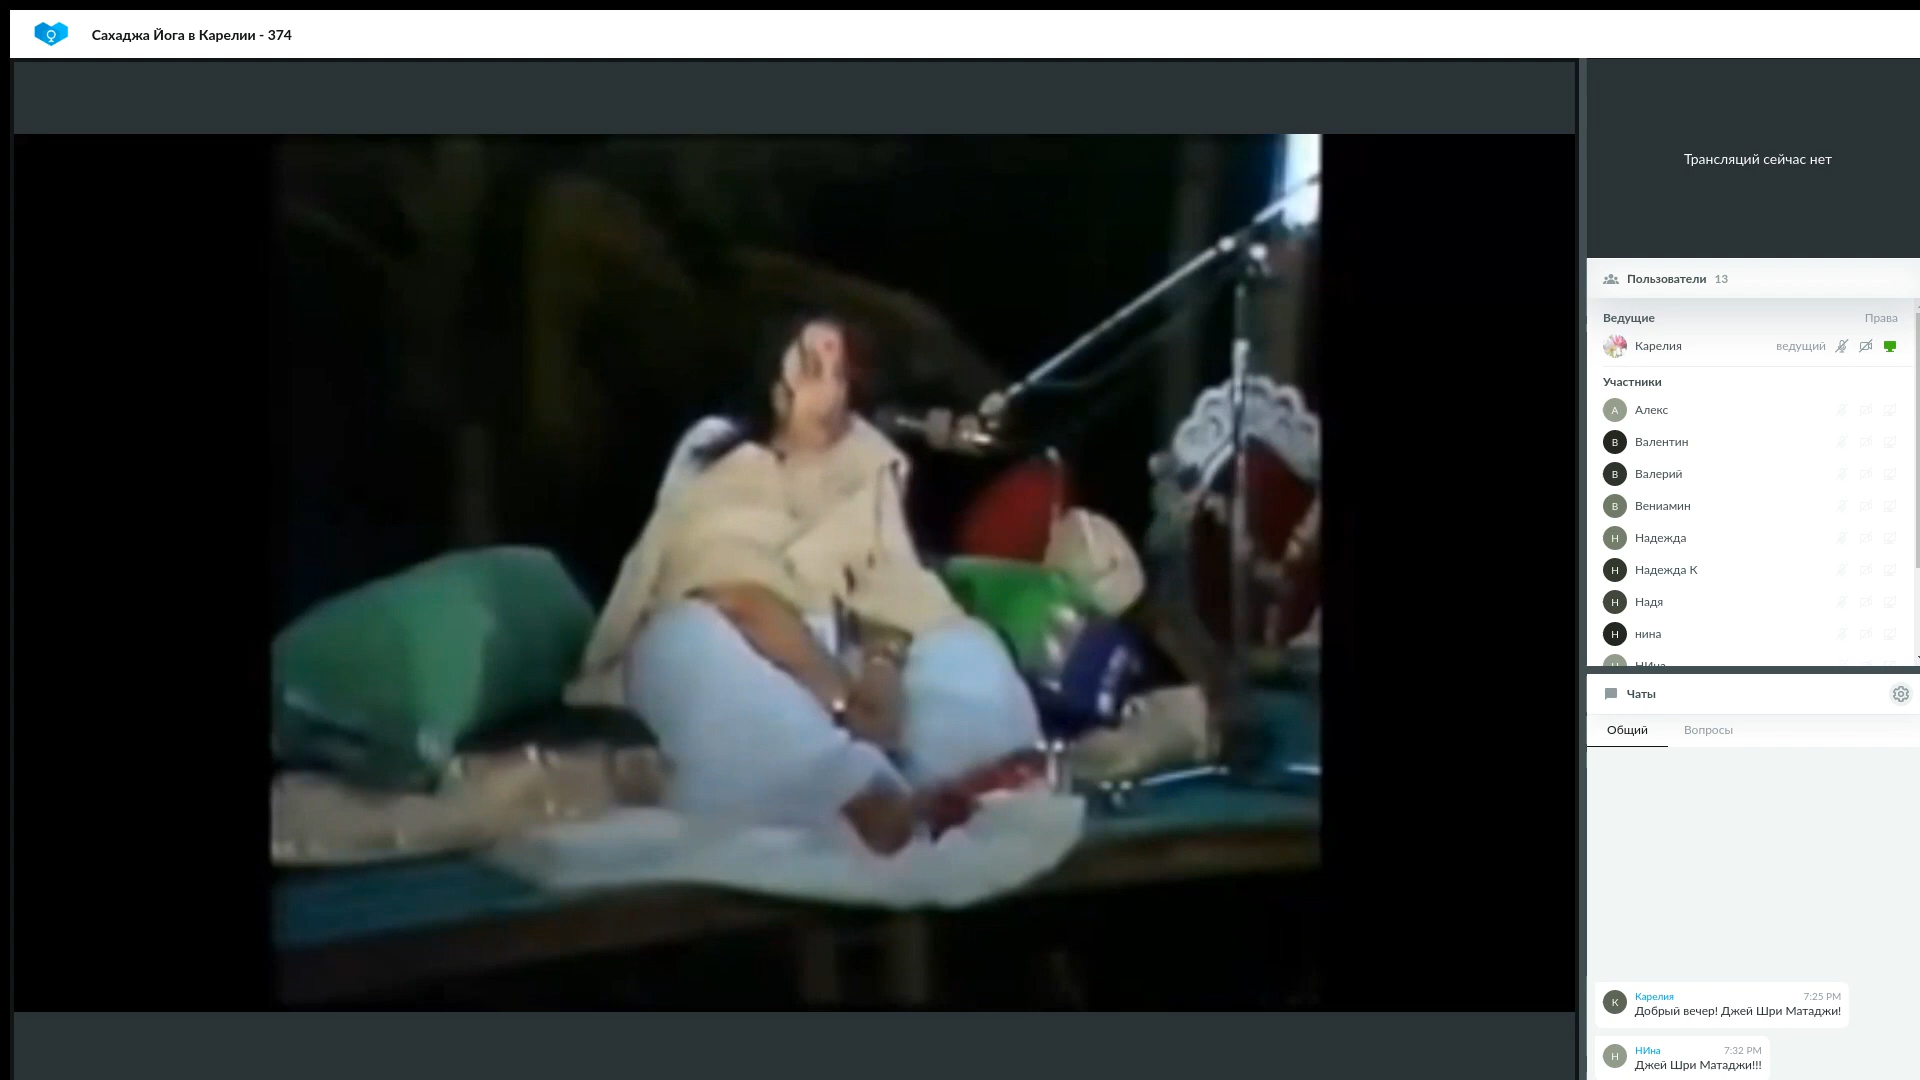 Сахаджа Йога в Карелии - 374
Трансляций сейчас нет
Пользователи 13
Ведущие Права
Карелия ведущий
Участники
А Алекс
В Валентин
В Валерий
В Вениамин
Н Надежда
Н Надежда К
Н Надя
Н нина
Н НИна
Чаты
Общий Вопросы
К Карелия 7:25 PM
Добрый вечер! Джей Шри Матаджи!
Н НИна 7:32 PM
Джей Шри Матаджи!!!